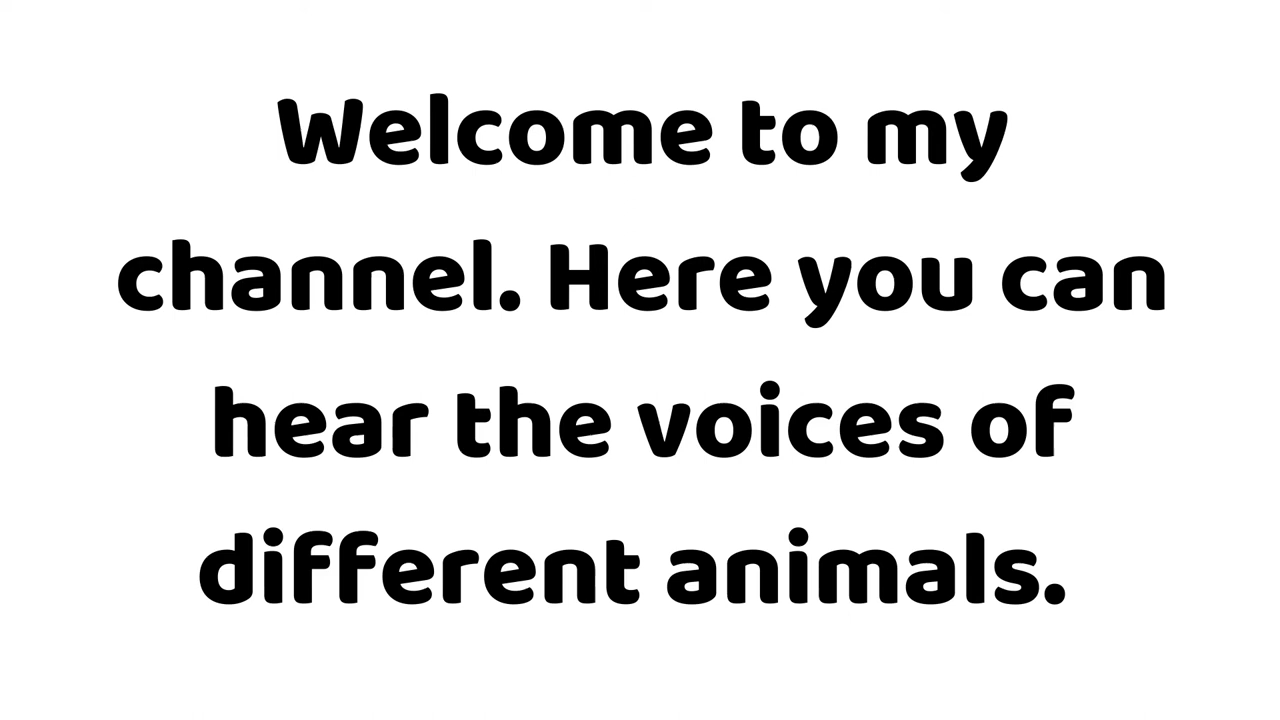 Welcome to my
channel. Here you can
hear the voices of
different animals.